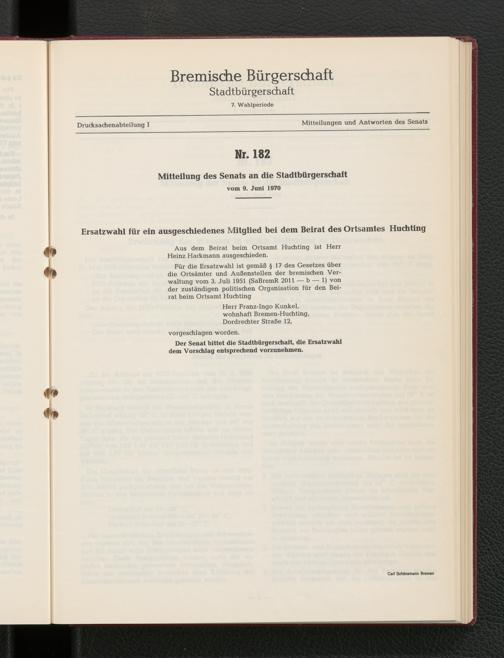 Bremische Bürgerschaft
Stadtbürgerschaft
7. Wahlperiode
Drucksachenabteilung I
Mitteilungen und Antworten des Senats
Nr. 182
Mitteilung des Senats an die Stadtbürgerschaft
vom 9. Juni 1970
Ersatzwahl für ein ausgeschiedenes Mitglied bei dem Beirat des Ortsamtes Huchting
Aus dem Beirat beim Ortsamt Huchting ist Herr
Heinz Harkmann ausgeschieden.
Für die Ersatzwahl ist gemäß § 17 des Gesetzes über
die Ortsämter und Außenstellen der bremischen Ver-
waltung vom 3. Juli 1951 (SaBremR 2011 — b — 1) von
der zuständigen politischen Organisation für den Bei-
rat beim Ortsamt Huchting
Herr Franz-Ingo Kunkel,
wohnhaft Bremen-Huchting,
Dordrechter Straße 12,
vorgeschlagen worden.
Der Senat bittet die Stadtbürgerschaft, die Ersatzwahl
dem Vorschlag entsprechend vorzunehmen.
Carl Schünemann Bremen